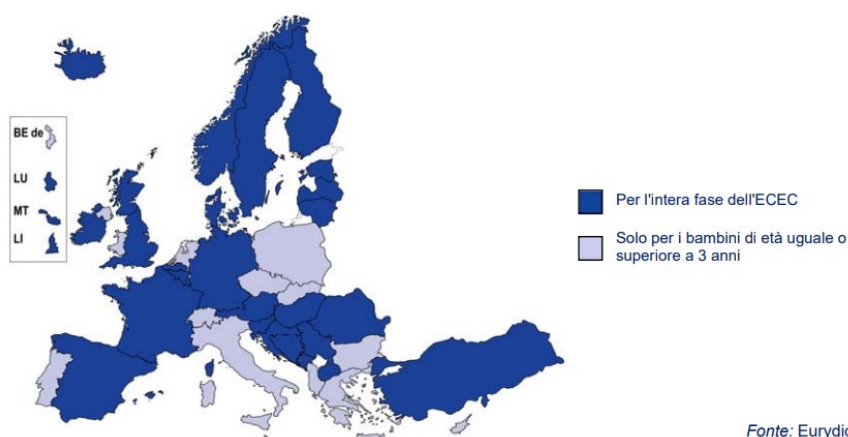 BE de
LU
MT
LI
Per l'intera fase dell'ECEC
Solo per i bambini di età uguale o
superiore a 3 anni
Fonte: Eurydic